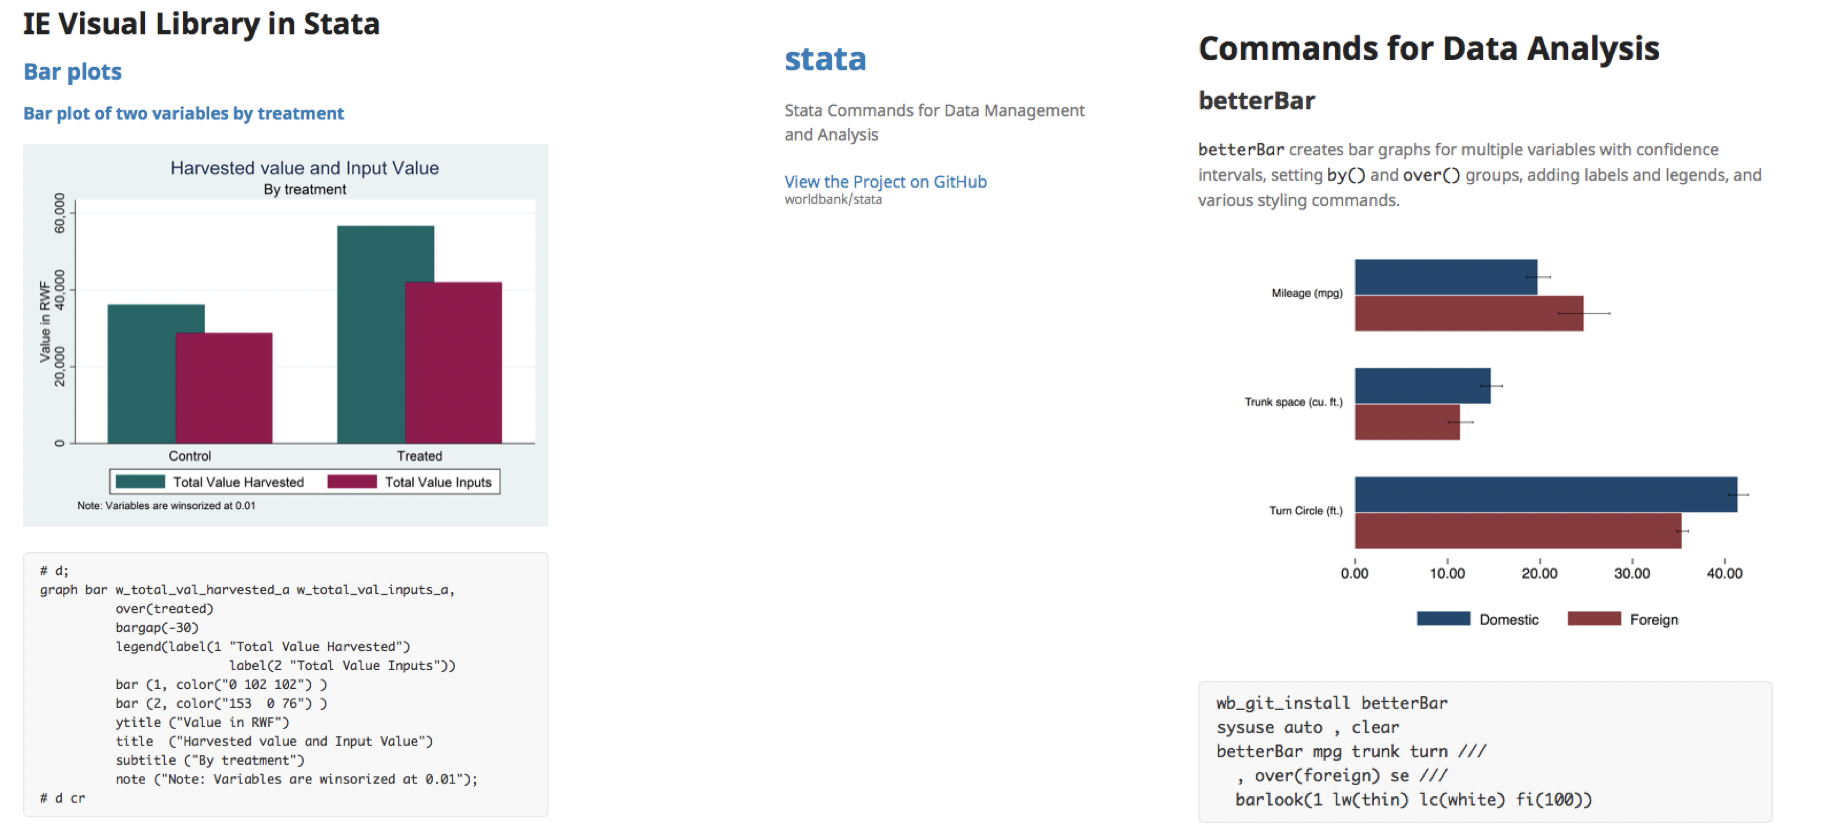 IE Visual Library in Stata
Bar plots
Bar plot of two variables by treatment
Harvested value and Input Value
By treatment
Value in RWF
60,000
40,000
20,000
0
Control Treated
Total Value Harvested Total Value Inputs
Note: Variables are winsorized at 0.01
# d;
graph bar w_total_val_harvested_a w_total_val_inputs_a,
over(treated)
bargap(-30)
legend(label(1 "Total Value Harvested")
label(2 "Total Value Inputs"))
bar (1, color("0 102 102") )
bar (2, color("153  0 76") )
ytitle ("Value in RWF")
title  ("Harvested value and Input Value")
subtitle ("By treatment")
note ("Note: Variables are winsorized at 0.01");
# d cr
stata
Stata Commands for Data Management
and Analysis
View the Project on GitHub
worldbank/stata
Commands for Data Analysis
betterBar
betterBar creates bar graphs for multiple variables with confidence
intervals, setting by() and over() groups, adding labels and legends, and
various styling commands.
Mileage (mpg)
Trunk space (cu. ft.)
Turn Circle (ft.)
0.00 10.00 20.00 30.00 40.00
Domestic Foreign
wb_git_install betterBar
sysuse auto , clear
betterBar mpg trunk turn ///
, over(foreign) se ///
barlook(1 lw(thin) lc(white) fi(100))